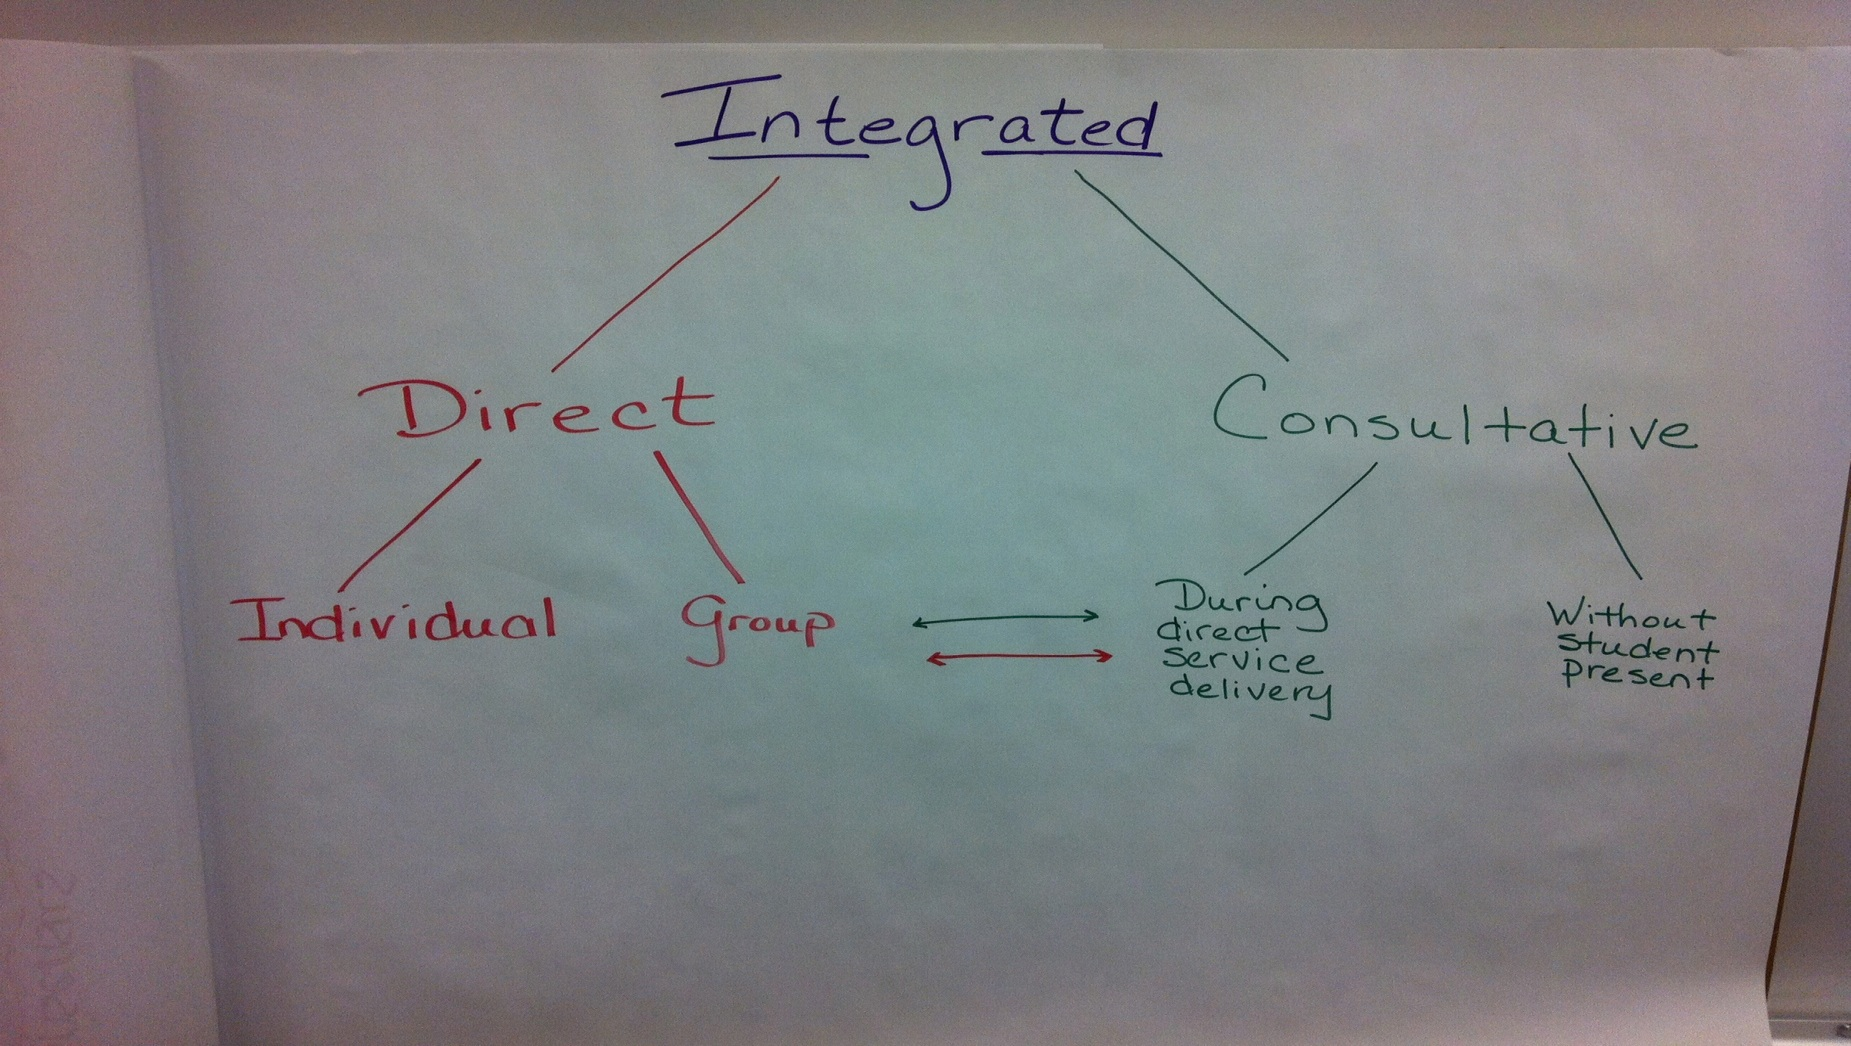 Integrated
Direct
Consultative
Individual
Group
During
direct
service
delivery
Without
student
present